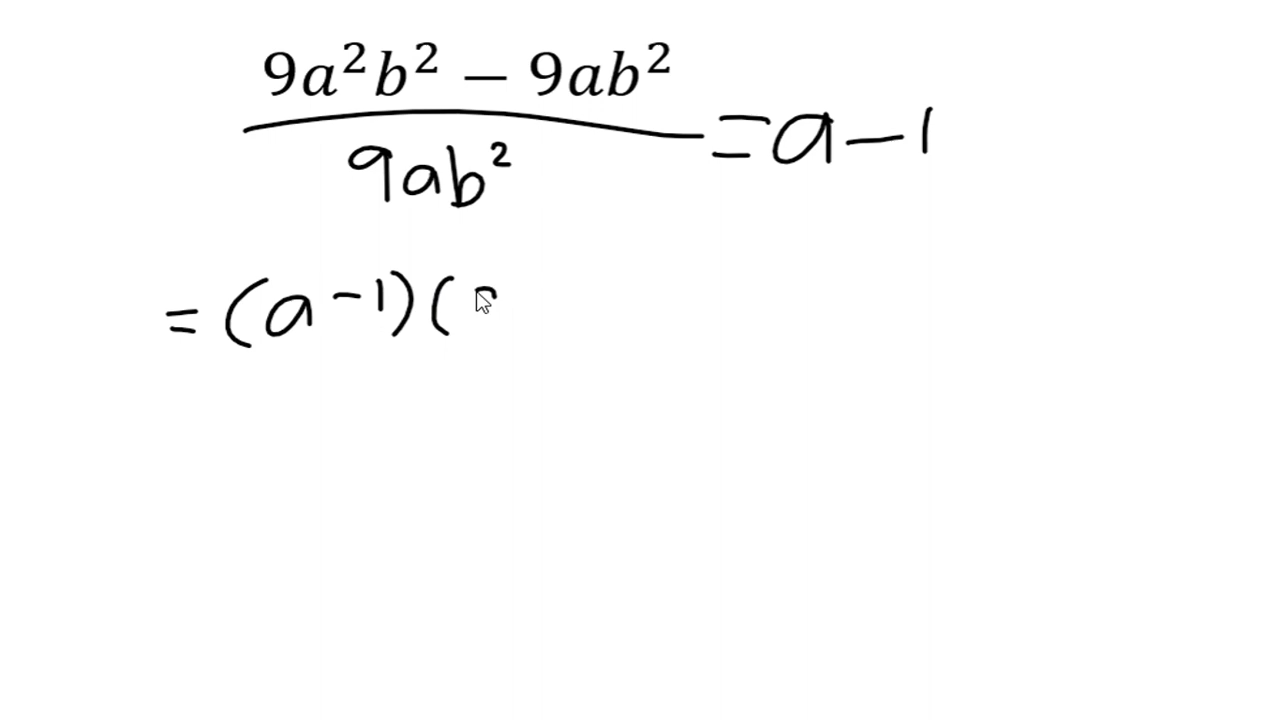 9a²b² − 9ab²
9ab²
= a − 1
= (a − 1)(